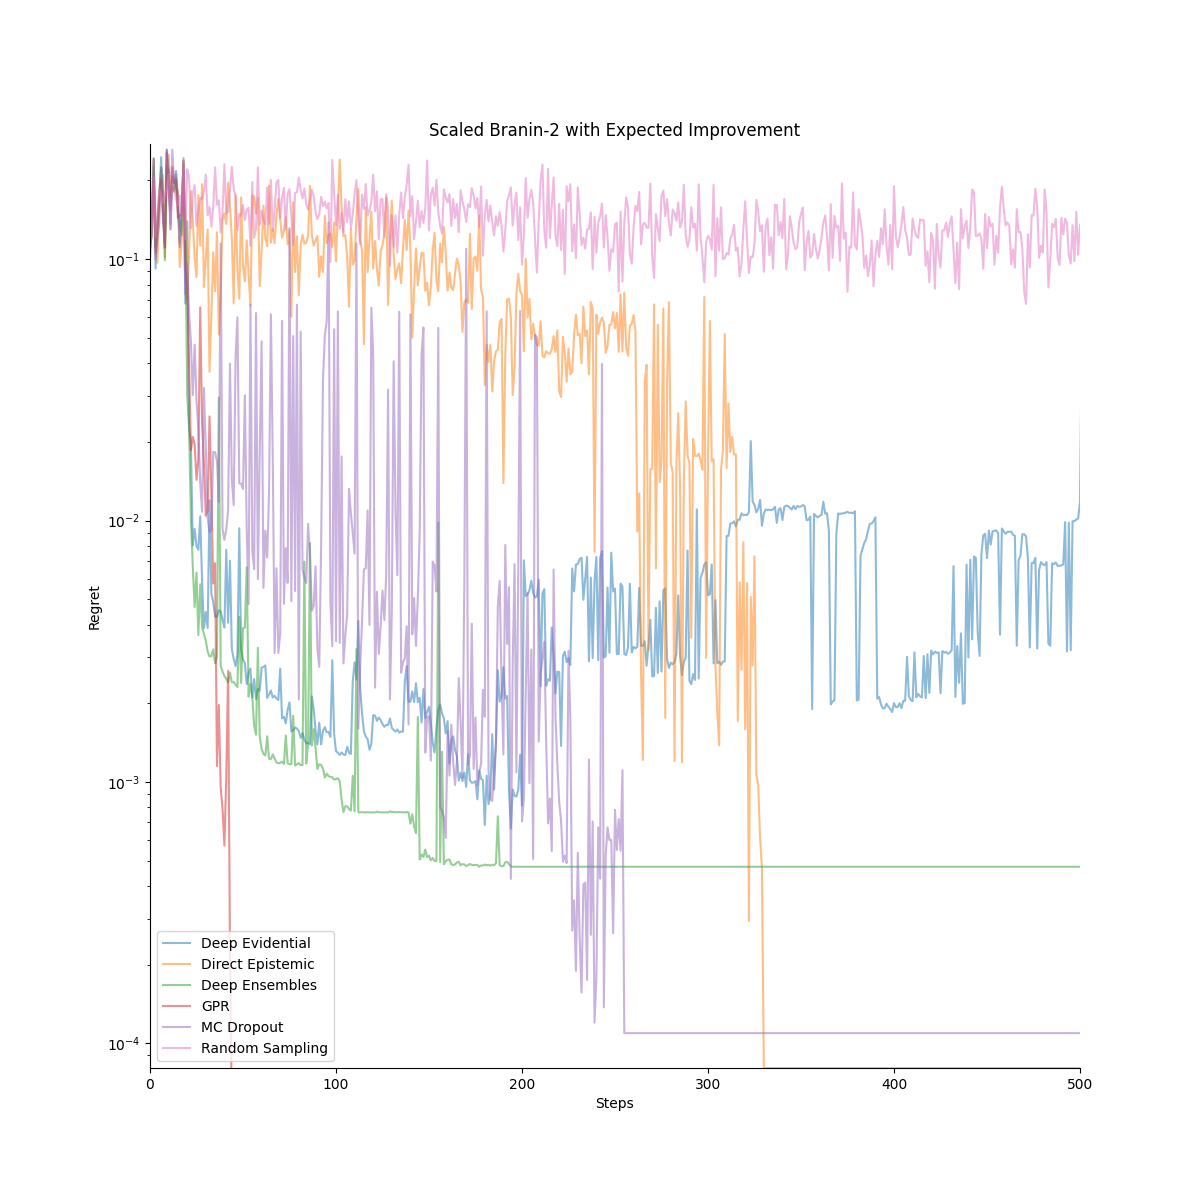 Scaled Branin-2 with Expected Improvement
Regret
10⁻¹
10⁻²
10⁻³
10⁻⁴
Deep Evidential
Direct Epistemic
Deep Ensembles
GPR
MC Dropout
Random Sampling
0 100 200 300 400 500
Steps